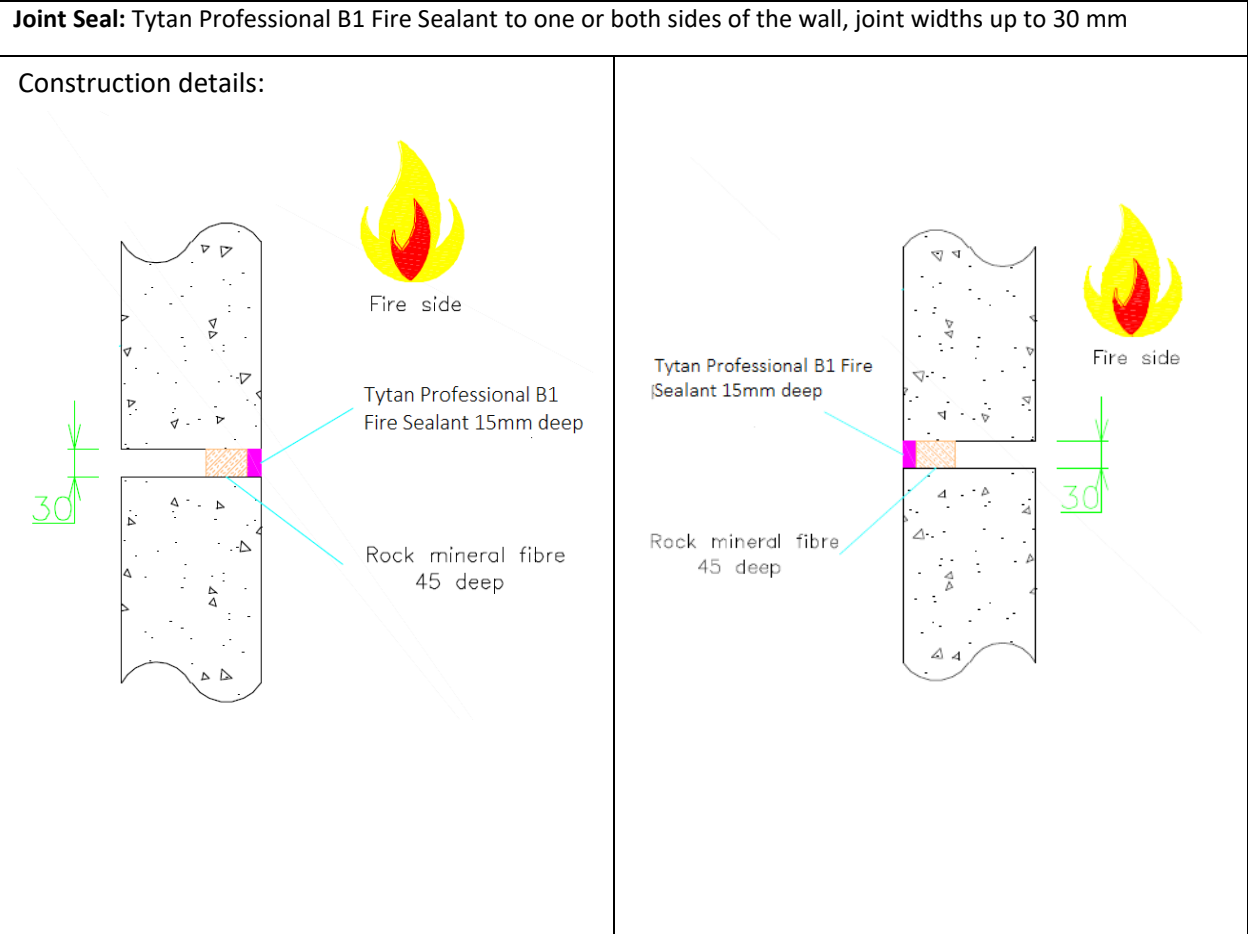 Joint Seal: Tytan Professional B1 Fire Sealant to one or both sides of the wall, joint widths up to 30 mm
Construction details:
Fire side
Tytan Professional B1
Fire Sealant 15mm deep
30
Rock mineral fibre
45 deep
Fire side
Tytan Professional B1 Fire
Sealant 15mm deep
30
Rock mineral fibre
45 deep